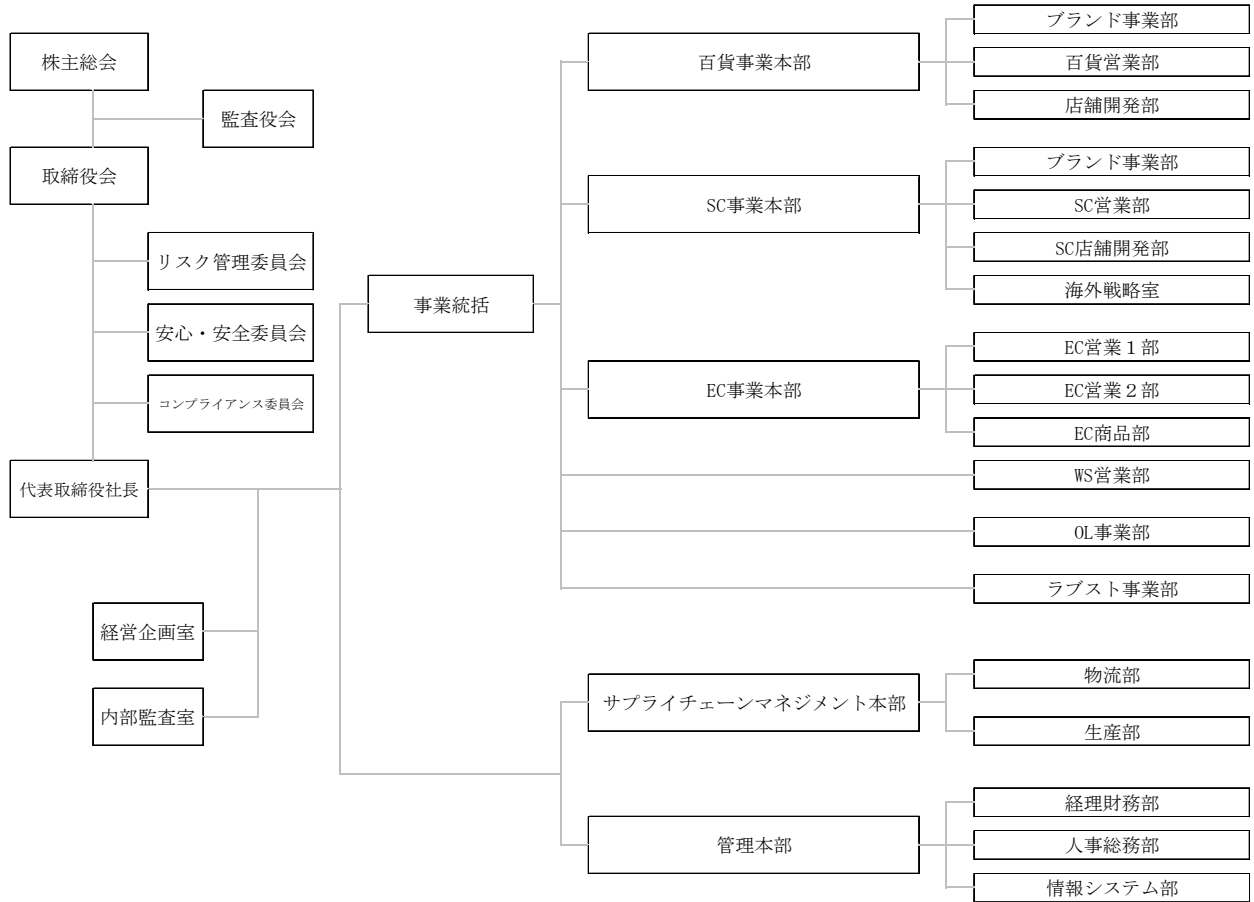 株主総会
監査役会
取締役会
リスク管理委員会
安心・安全委員会
コンプライアンス委員会
代表取締役社長
経営企画室
内部監査室
事業統括
百貨事業本部
ブランド事業部
百貨営業部
店舗開発部
SC事業本部
ブランド事業部
SC営業部
SC店舗開発部
海外戦略室
EC事業本部
EC営業１部
EC営業２部
EC商品部
WS営業部
OL事業部
ラブスト事業部
サプライチェーンマネジメント本部
物流部
生産部
管理本部
経理財務部
人事総務部
情報システム部